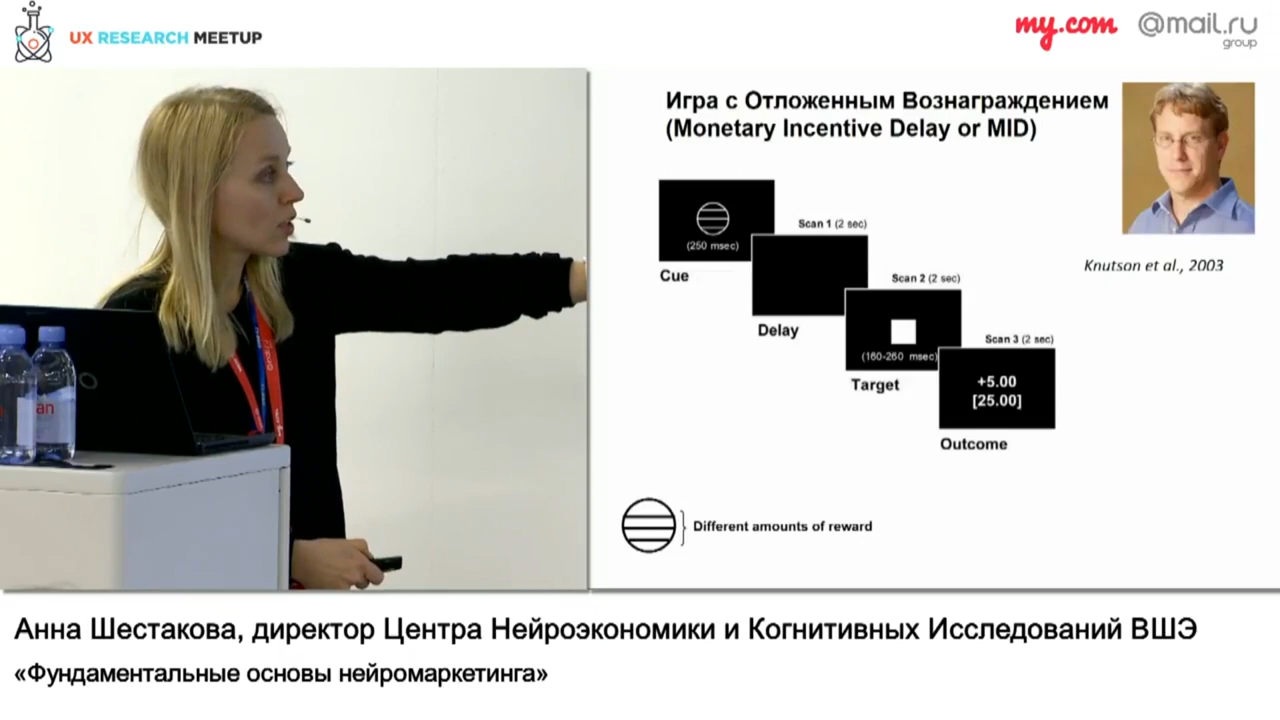 UX RESEARCH MEETUP
my.com @mail.ru
group
Игра с Отложенным Вознаграждением
(Monetary Incentive Delay or MID)
(250 msec)
Cue
Scan 1 (2 sec)
Delay
Scan 2 (2 sec)
(160-260 msec)
Target
Scan 3 (2 sec)
+5.00
[25.00]
Outcome
Knutson et al., 2003
Different amounts of reward
Анна Шестакова, директор Центра Нейроэкономики и Когнитивных Исследований ВШЭ
«Фундаментальные основы нейромаркетинга»